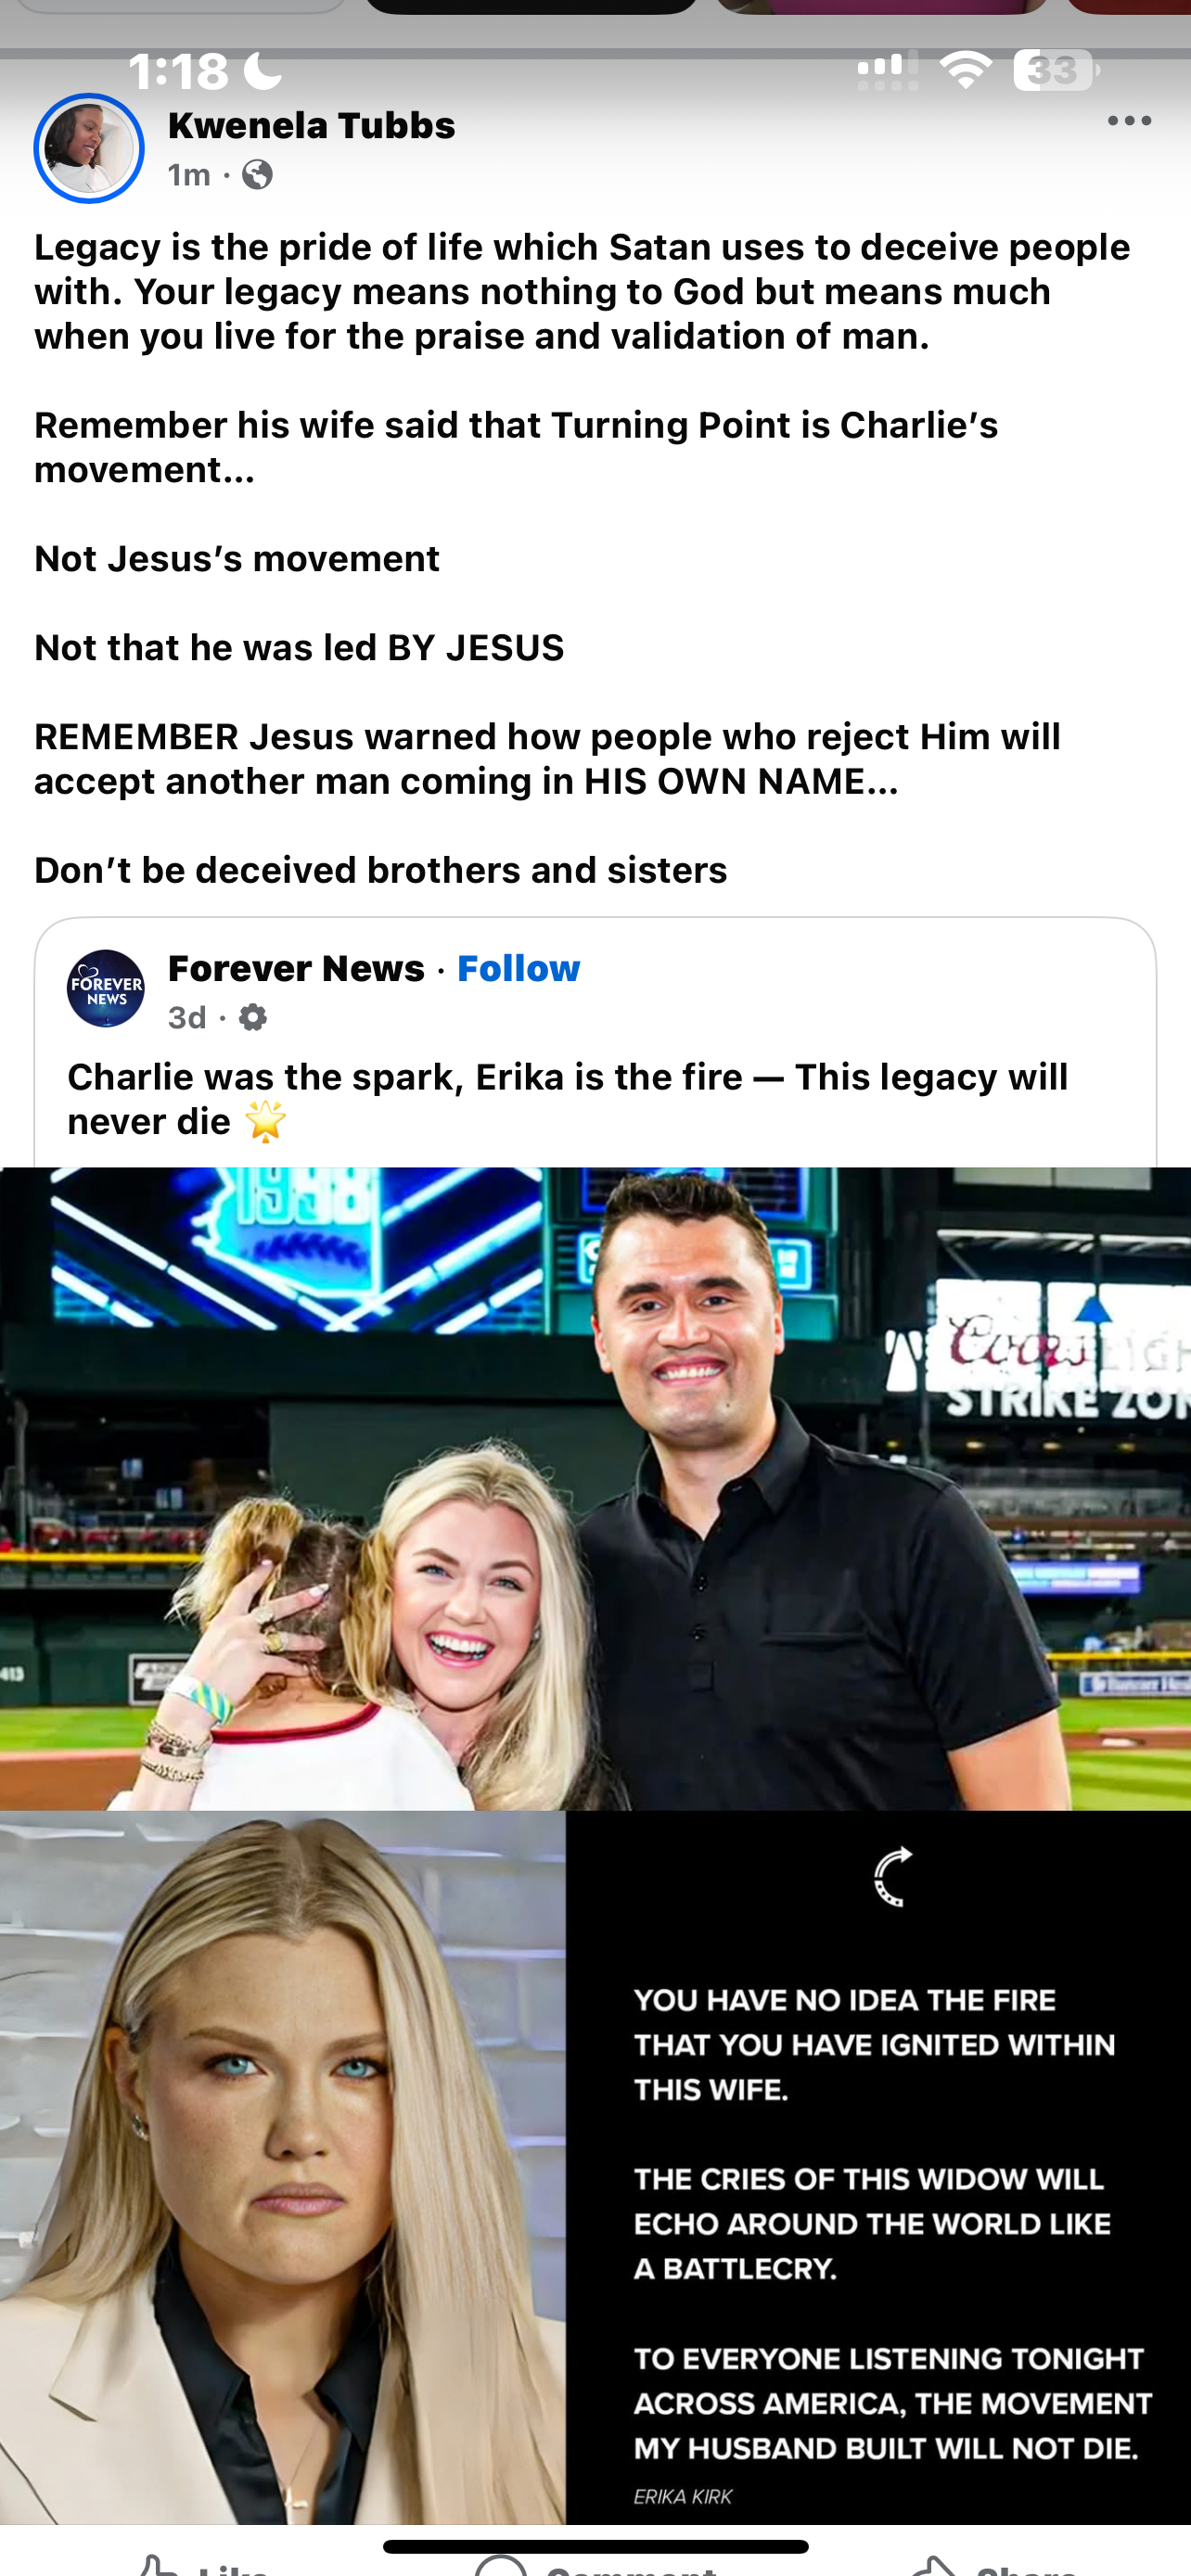 1:18
33
Kwenela Tubbs
1m ·
Legacy is the pride of life which Satan uses to deceive people
with. Your legacy means nothing to God but means much
when you live for the praise and validation of man.
Remember his wife said that Turning Point is Charlie’s
movement...
Not Jesus’s movement
Not that he was led BY JESUS
REMEMBER Jesus warned how people who reject Him will
accept another man coming in HIS OWN NAME...
Don’t be deceived brothers and sisters
FOREVER
NEWS
Forever News · Follow
3d ·
Charlie was the spark, Erika is the fire — This legacy will
never die 🌟
1998
Coors LIGH
STRIKE ZON
413
YOU HAVE NO IDEA THE FIRE
THAT YOU HAVE IGNITED WITHIN
THIS WIFE.
THE CRIES OF THIS WIDOW WILL
ECHO AROUND THE WORLD LIKE
A BATTLECRY.
TO EVERYONE LISTENING TONIGHT
ACROSS AMERICA, THE MOVEMENT
MY HUSBAND BUILT WILL NOT DIE.
ERIKA KIRK
Like Comment Share